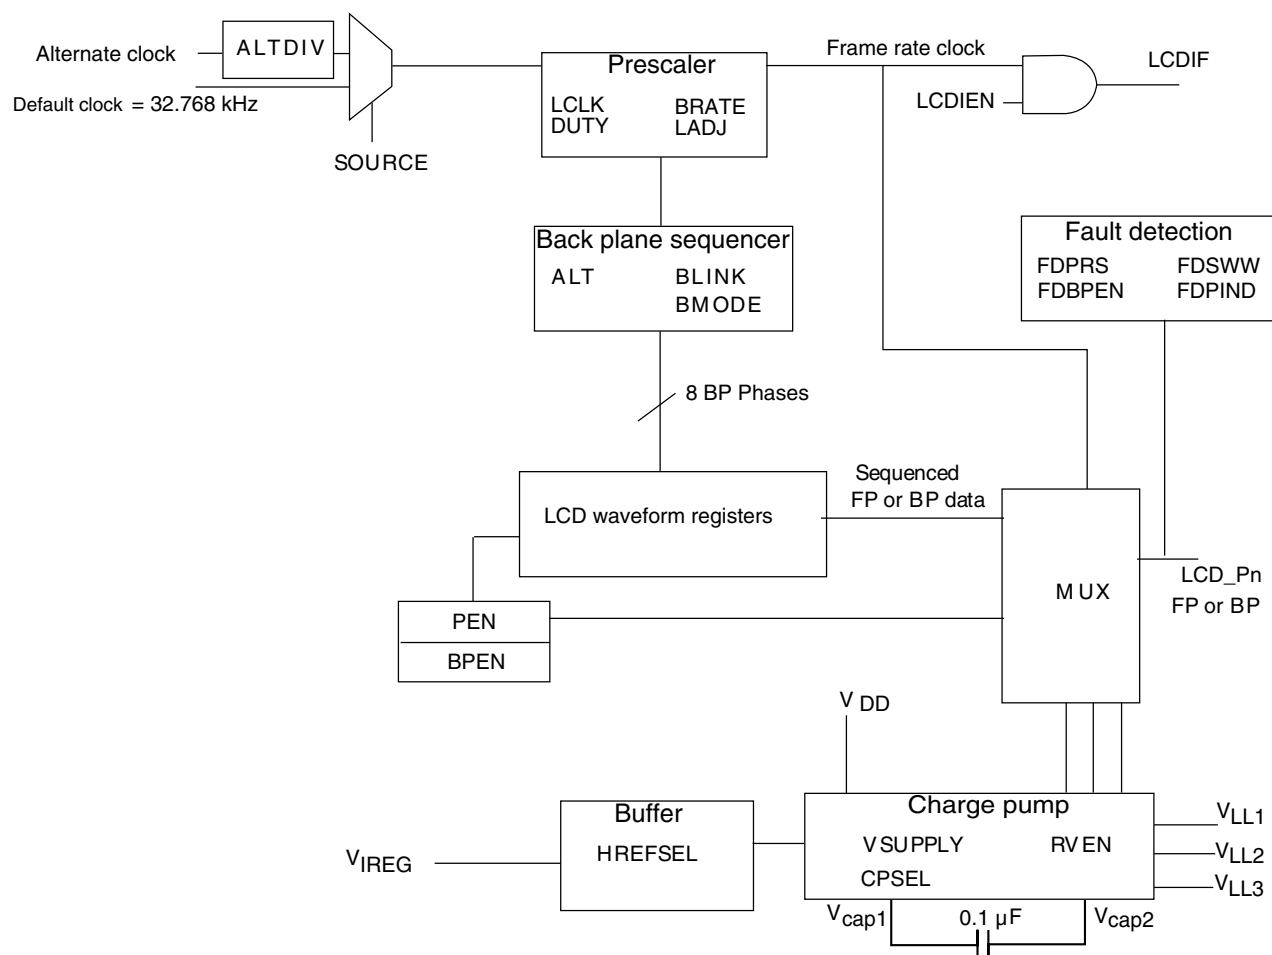 Alternate clock
ALTDIV
Default clock = 32.768 kHz
SOURCE
Prescaler
LCLK BRATE
DUTY LADJ
Frame rate clock
LCDIEN
LCDIF
Back plane sequencer
ALT BLINK
BMODE
Fault detection
FDPRS FDSWW
FDBPEN FDPIND
8 BP Phases
LCD waveform registers
Sequenced
FP or BP data
MUX
LCD_Pn
FP or BP
PEN
BPEN
V DD
Buffer
HREFSEL
VIREG
Charge pump
VSUPPLY RVEN
CPSEL
VLL1
VLL2
VLL3
Vcap1 0.1 µF Vcap2